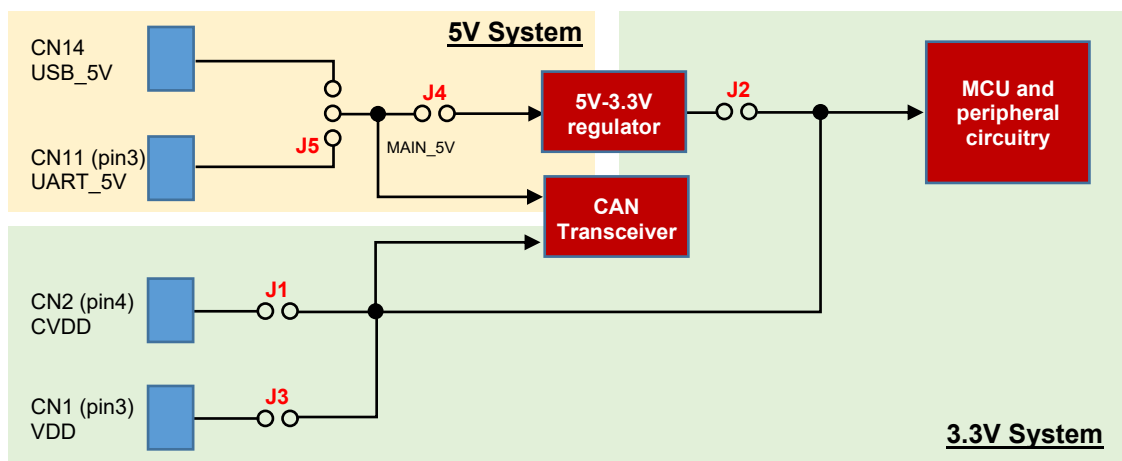 5V System
CN14
USB_5V
J5
CN11 (pin3)
UART_5V
J4
MAIN_5V
5V-3.3V
regulator
J2
MCU and
peripheral
circuitry
CAN
Transceiver
CN2 (pin4)
CVDD
J1
CN1 (pin3)
VDD
J3
3.3V System